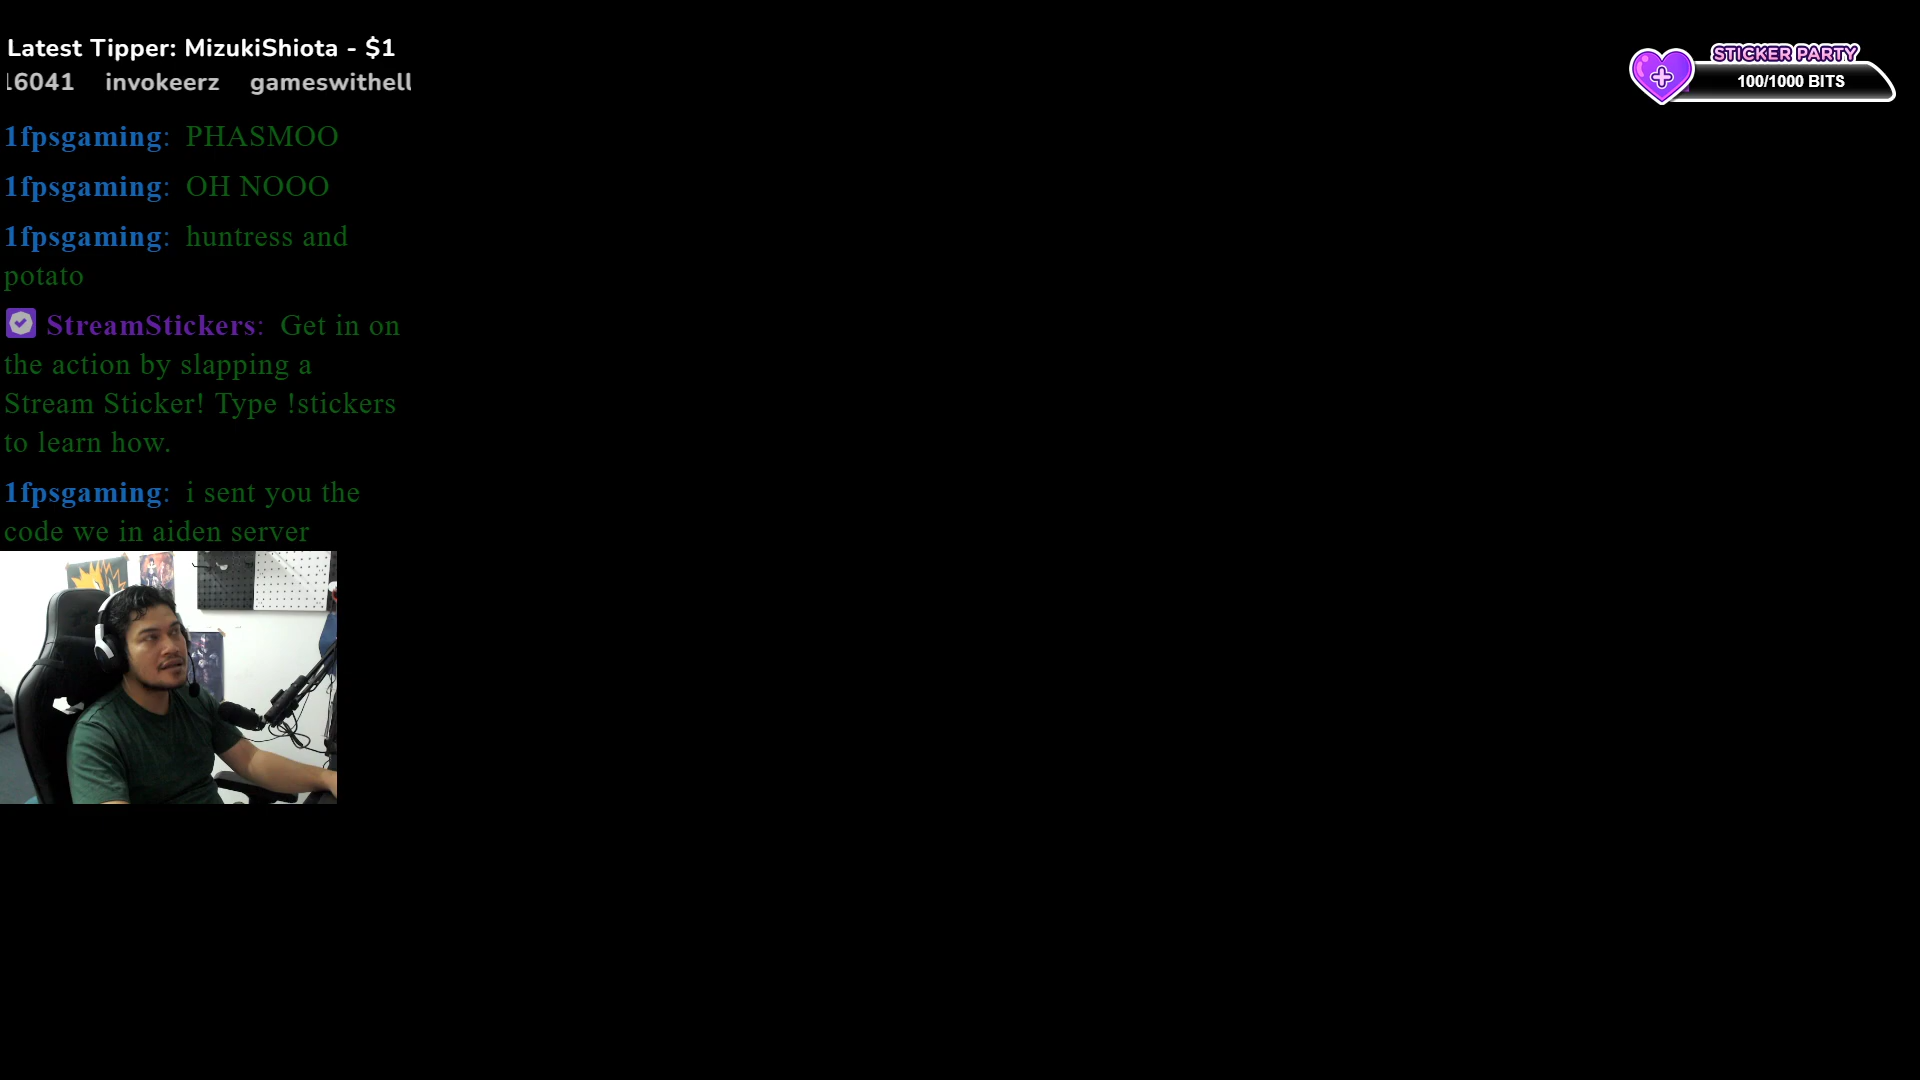 Latest Tipper: MizukiShiota - $1
16041 invokeerz gameswithell
STICKER PARTY
100/1000 BITS
1fpsgaming: PHASMOO
1fpsgaming: OH NOOO
1fpsgaming: huntress and
potato
StreamStickers: Get in on
the action by slapping a
Stream Sticker! Type !stickers
to learn how.
1fpsgaming: i sent you the
code we in aiden server